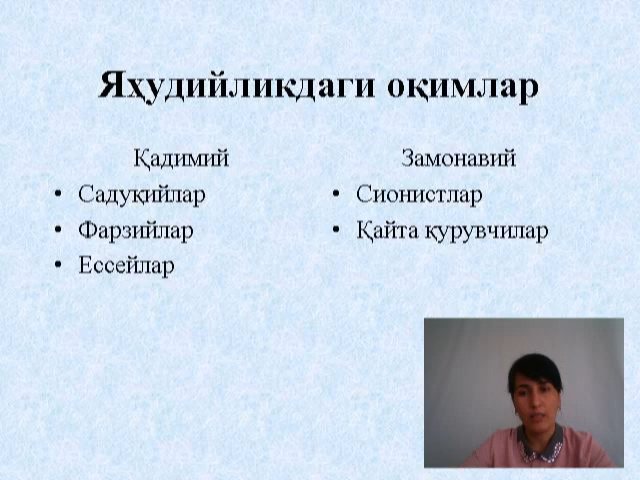 Яҳудийликдаги оқимлар
Қадимий
• Садуқийлар
• Фарзийлар
• Ессейлар
Замонавий
• Сионистлар
• Қайта қурувчилар